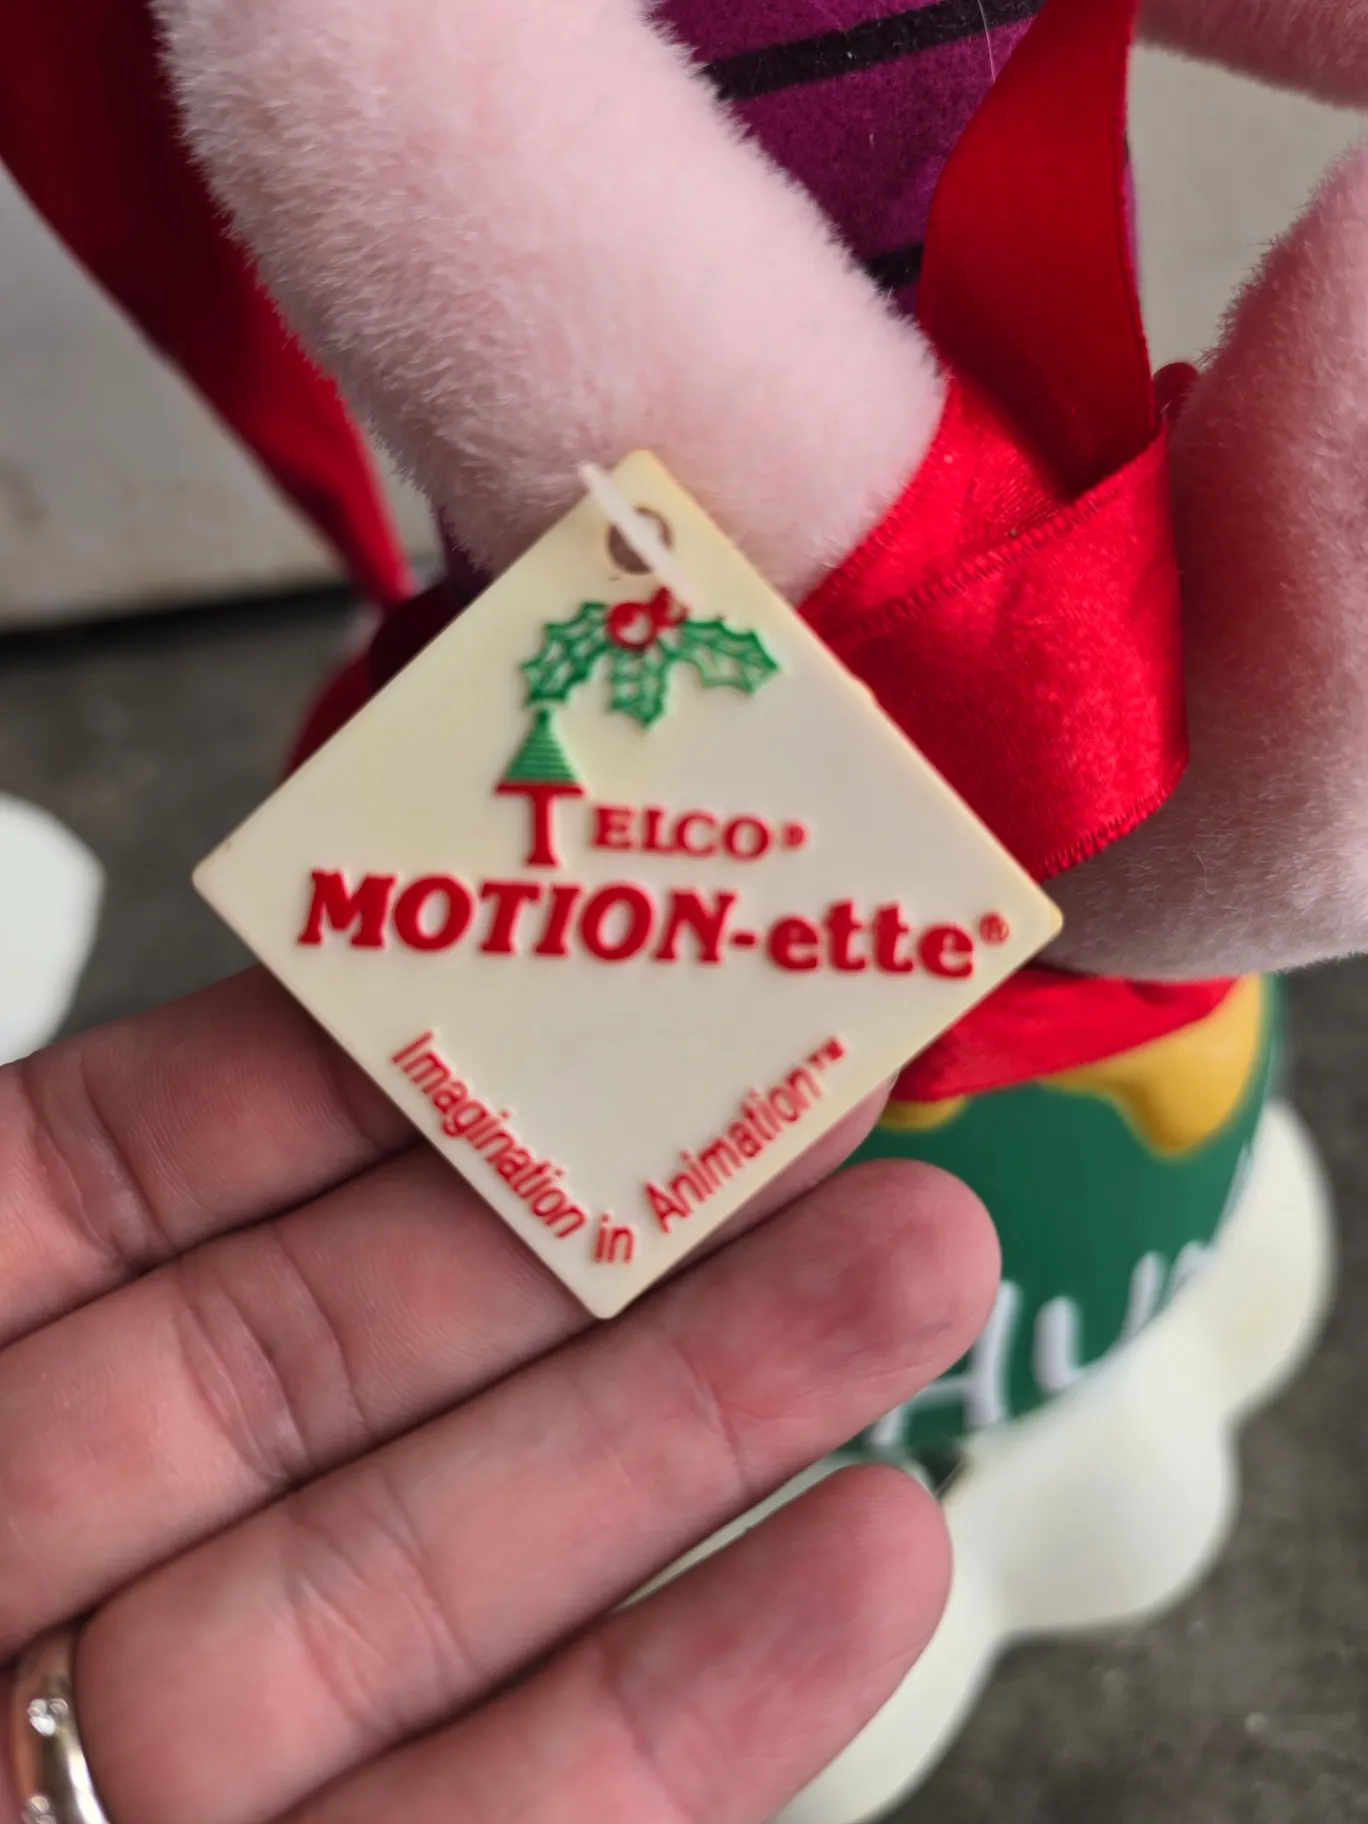 TELCO®
MOTION-ette®
Imagination in Animation™